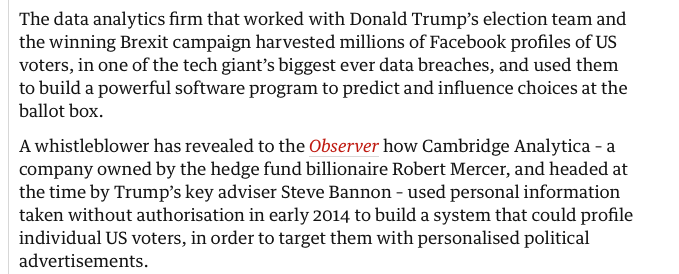 The data analytics firm that worked with Donald Trump’s election team and
the winning Brexit campaign harvested millions of Facebook profiles of US
voters, in one of the tech giant’s biggest ever data breaches, and used them
to build a powerful software program to predict and influence choices at the
ballot box.
A whistleblower has revealed to the Observer how Cambridge Analytica – a
company owned by the hedge fund billionaire Robert Mercer, and headed at
the time by Trump’s key adviser Steve Bannon – used personal information
taken without authorisation in early 2014 to build a system that could profile
individual US voters, in order to target them with personalised political
advertisements.